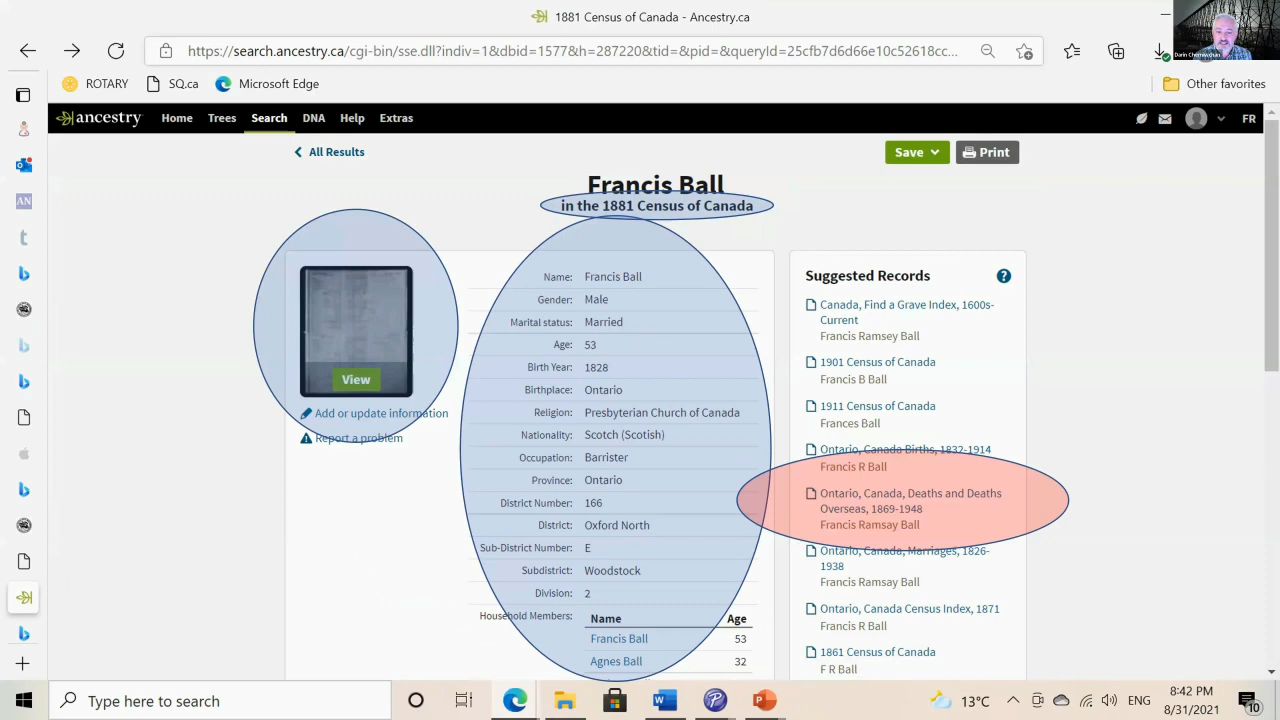 1881 Census of Canada - Ancestry.ca
https://search.ancestry.ca/cgi-bin/sse.dll?indiv=1&dbid=1577&h=287220&tid=&pid=&queryId=25cfb7d6d66e10c52618cc...
ROTARY
SQ.ca
Microsoft Edge
Other favorites
ancestry
Home
Trees
Search
DNA
Help
Extras
FR
All Results
Save
Print
Francis Ball
in the 1881 Census of Canada
View
Add or update information
Report a problem
Name: Francis Ball
Gender: Male
Marital status: Married
Age: 53
Birth Year: 1828
Birthplace: Ontario
Religion: Presbyterian Church of Canada
Nationality: Scotch (Scotish)
Occupation: Barrister
Province: Ontario
District Number: 166
District: Oxford North
Sub-District Number: E
Subdistrict: Woodstock
Division: 2
Household Members: Name Age
Francis Ball 53
Agnes Ball 32
Suggested Records
?
Canada, Find a Grave Index, 1600s-
Current
Francis Ramsey Ball
1901 Census of Canada
Francis B Ball
1911 Census of Canada
Frances Ball
Ontario, Canada Births, 1832-1914
Francis R Ball
Ontario, Canada, Deaths and Deaths
Overseas, 1869-1948
Francis Ramsay Ball
Ontario, Canada, Marriages, 1826-
1938
Francis Ramsay Ball
Ontario, Canada Census Index, 1871
Francis R Ball
1861 Census of Canada
F R Ball
AN
Type here to search
13°C
ENG
8:42 PM
8/31/2021
10